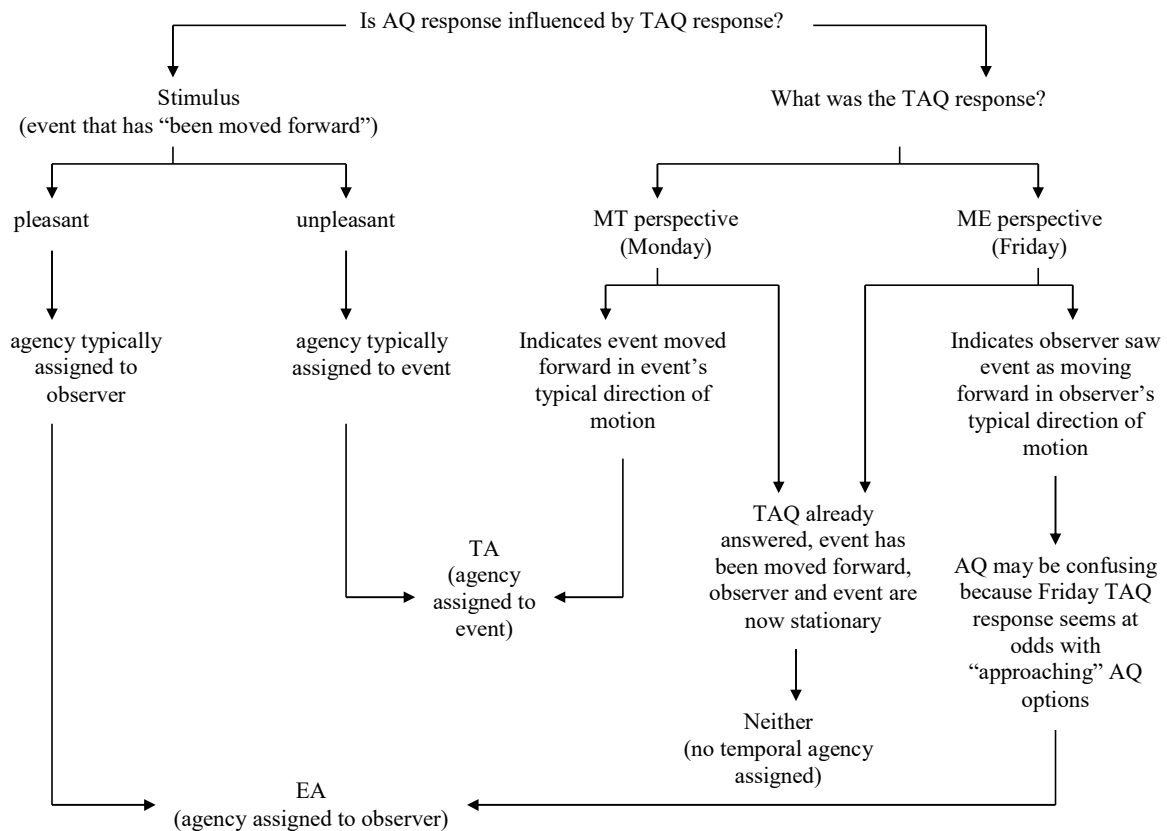 Is AQ response influenced by TAQ response?
Stimulus
(event that has “been moved forward”)
What was the TAQ response?
pleasant
unpleasant
MT perspective
(Monday)
ME perspective
(Friday)
agency typically
assigned to
observer
agency typically
assigned to event
Indicates event moved
forward in event’s
typical direction of
motion
Indicates observer saw
event as moving
forward in observer’s
typical direction of
motion
TA
(agency
assigned to
event)
TAQ already
answered, event has
been moved forward,
observer and event are
now stationary
AQ may be confusing
because Friday TAQ
response seems at
odds with
“approaching” AQ
options
Neither
(no temporal agency
assigned)
EA
(agency assigned to observer)